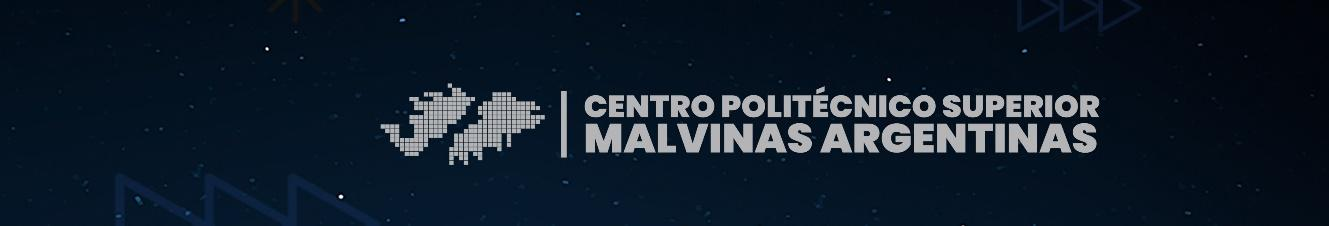 CENTRO POLITÉCNICO SUPERIOR
MALVINAS ARGENTINAS